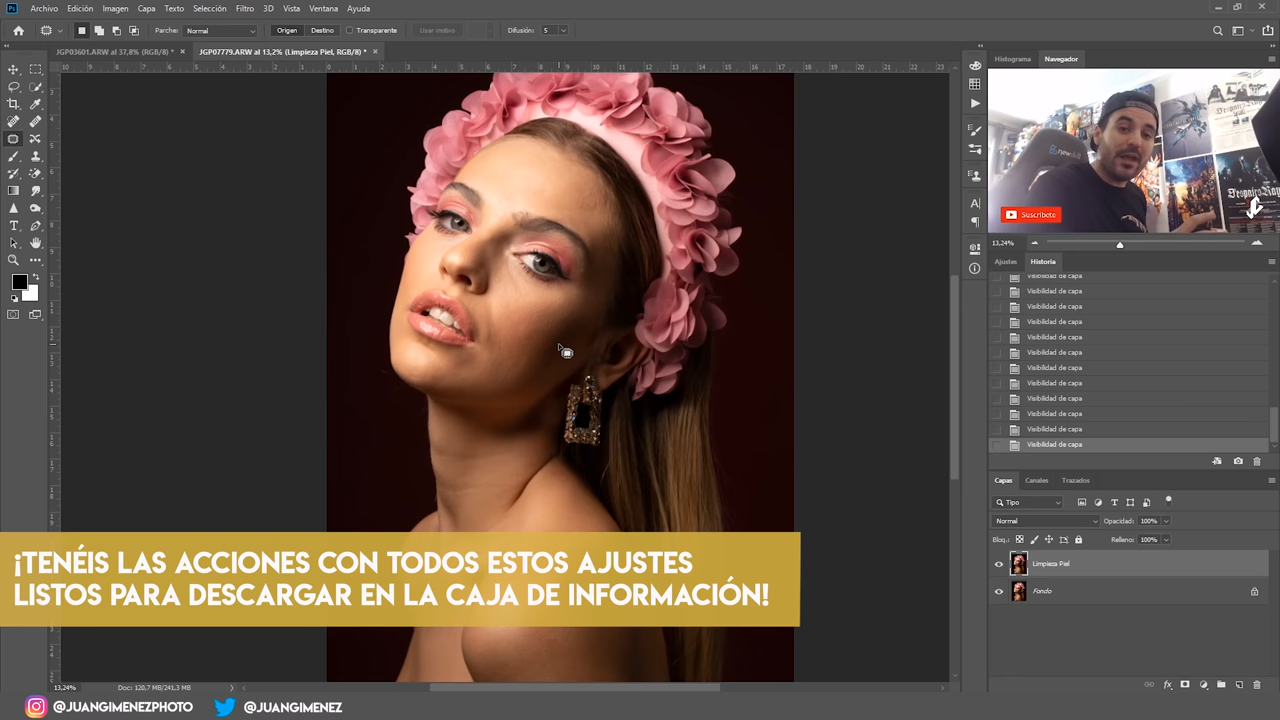 Archivo Edición Imagen Capa Texto Selección Filtro 3D Vista Ventana Ayuda
Parche: Normal Origen Destino Transparente Usar motivo Difusión: 5
JGP03601.ARW al 37,8% (RGB/8) * × JGP07779.ARW al 13,2% (Limpieza Piel, RGB/8) * ×
Histograma Navegador
Suscríbete
13,24%
Ajustes Historia
Visibilidad de capa
Visibilidad de capa
Visibilidad de capa
Visibilidad de capa
Visibilidad de capa
Visibilidad de capa
Visibilidad de capa
Visibilidad de capa
Visibilidad de capa
Visibilidad de capa
Visibilidad de capa
Visibilidad de capa
Capas Canales Trazados
Tipo
Normal Opacidad: 100%
Bloq.: Relleno: 100%
Limpieza Piel
Fondo
¡TENÉIS LAS ACCIONES CON TODOS ESTOS AJUSTES
LISTOS PARA DESCARGAR EN LA CAJA DE INFORMACIÓN!
13,24% Doc: 120,7 MB/241,3 MB
@JUANGIMENEZPHOTO @JUANGIMENEZ